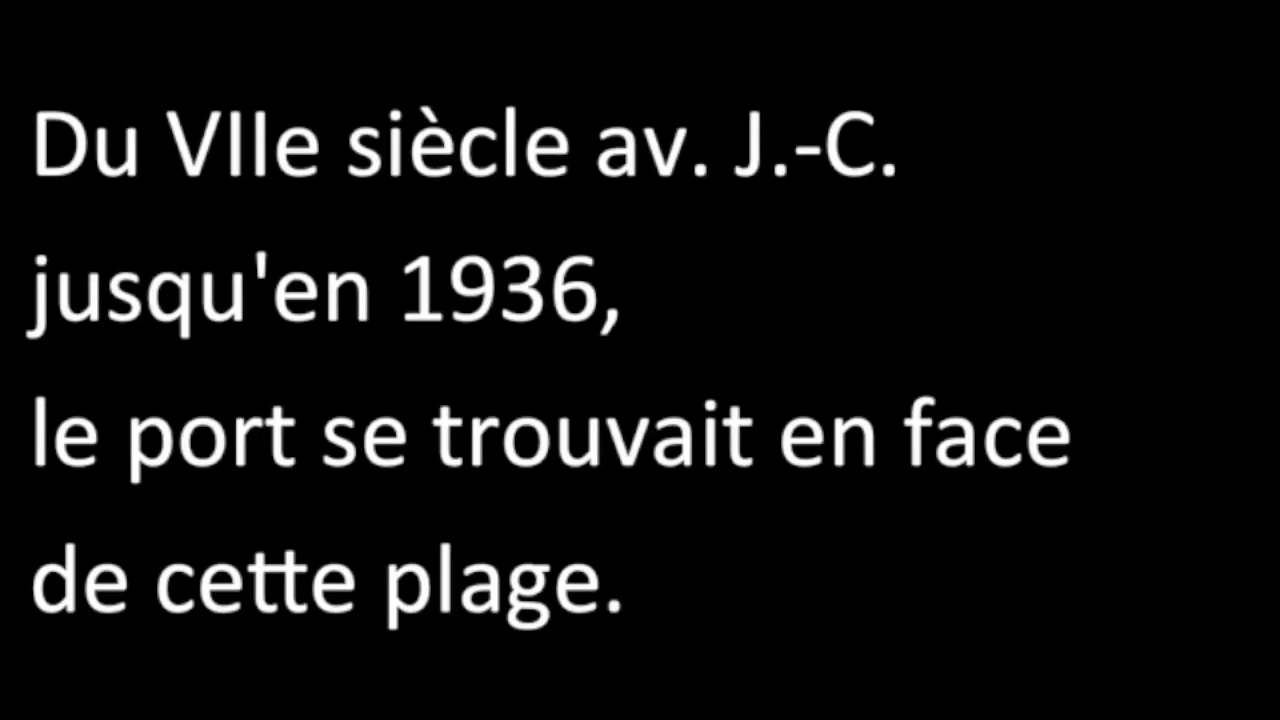 Du VIIe siècle av. J.-C.
jusqu'en 1936,
le port se trouvait en face
de cette plage.